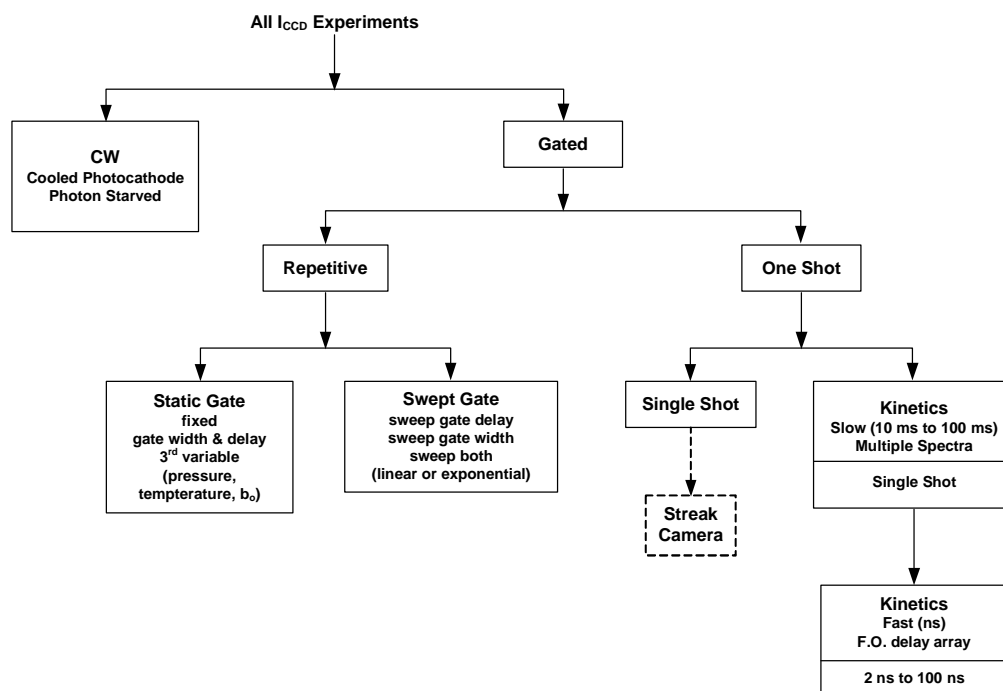 All I_CCD Experiments
CW
Cooled Photocathode
Photon Starved
Gated
Repetitive
One Shot
Static Gate
fixed
gate width & delay
3rd variable
(pressure,
tempterature, b_o)
Swept Gate
sweep gate delay
sweep gate width
sweep both
(linear or exponential)
Single Shot
Streak
Camera
Kinetics
Slow (10 ms to 100 ms)
Multiple Spectra
Single Shot
Kinetics
Fast (ns)
F.O. delay array
2 ns to 100 ns